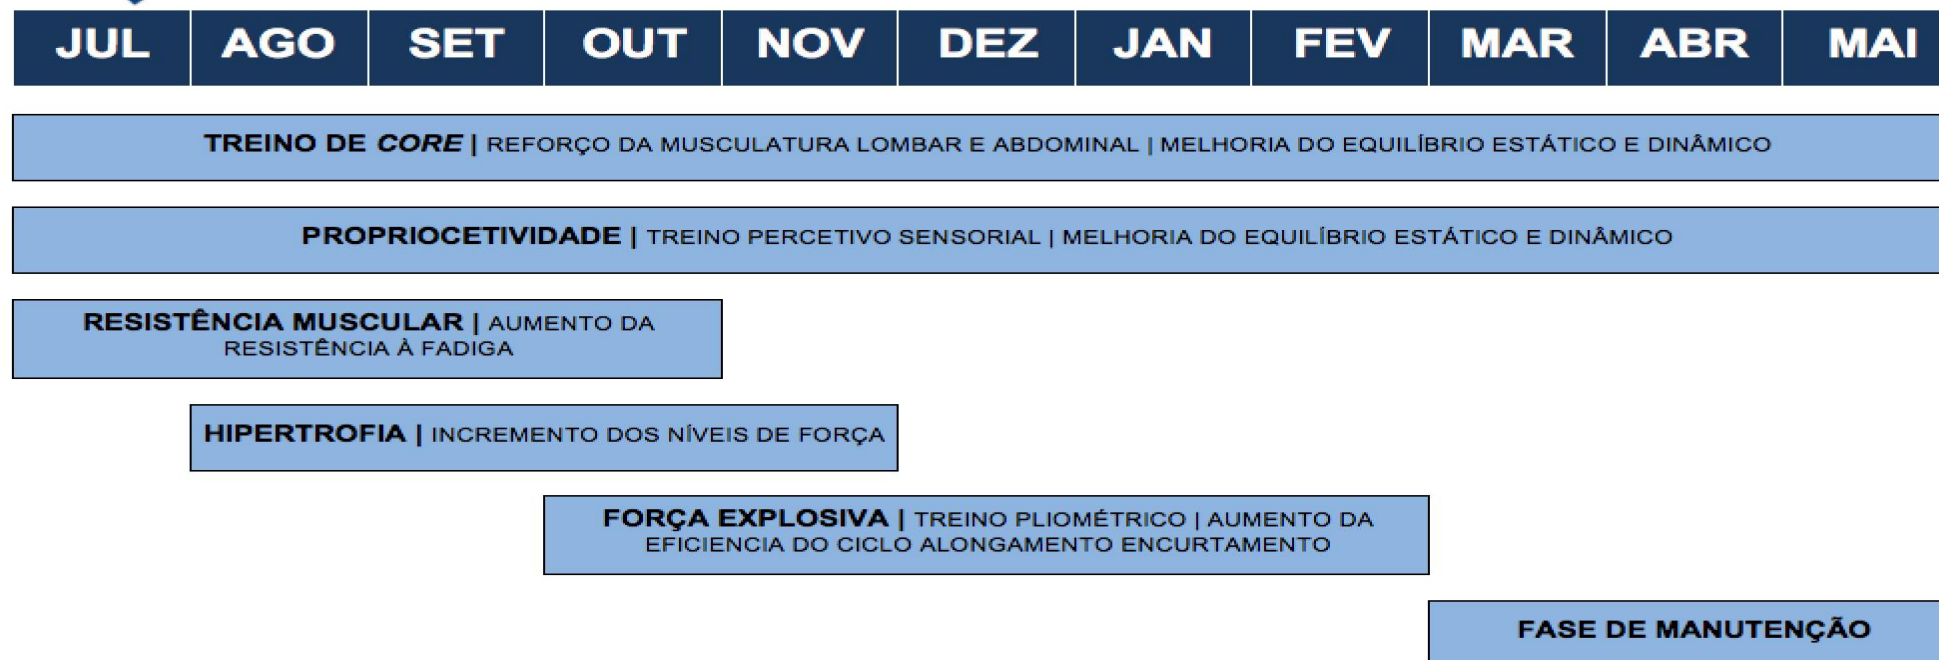 JUL AGO SET OUT NOV DEZ JAN FEV MAR ABR MAI
TREINO DE CORE | REFORÇO DA MUSCULATURA LOMBAR E ABDOMINAL | MELHORIA DO EQUILÍBRIO ESTÁTICO E DINÂMICO
PROPRIOCETIVIDADE | TREINO PERCETIVO SENSORIAL | MELHORIA DO EQUILÍBRIO ESTÁTICO E DINÂMICO
RESISTÊNCIA MUSCULAR | AUMENTO DA
RESISTÊNCIA À FADIGA
HIPERTROFIA | INCREMENTO DOS NÍVEIS DE FORÇA
FORÇA EXPLOSIVA | TREINO PLIOMÉTRICO | AUMENTO DA
EFICIENCIA DO CICLO ALONGAMENTO ENCURTAMENTO
FASE DE MANUTENÇÃO